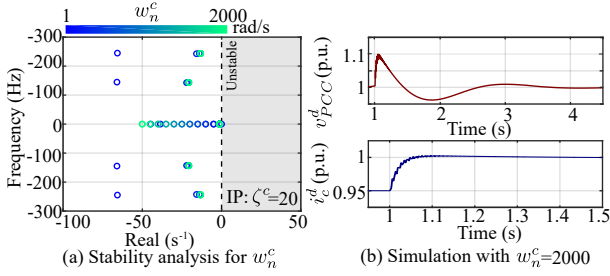 w_n^c
1 2000
rad/s
-300
-200
-100
0
-100
-200
-300
Frequency (Hz)
Unstable
IP: ζ^c=20
-100 -50 0 50
Real (s⁻¹)
(a) Stability analysis for w_n^c
v_PCC^d (p.u.)
1.1
1
1 2 3 4
Time (s)
i_c^d (p.u.)
1
0.95
1 1.1 1.2 1.3 1.4 1.5
Time (s)
(b) Simulation with w_n^c=2000